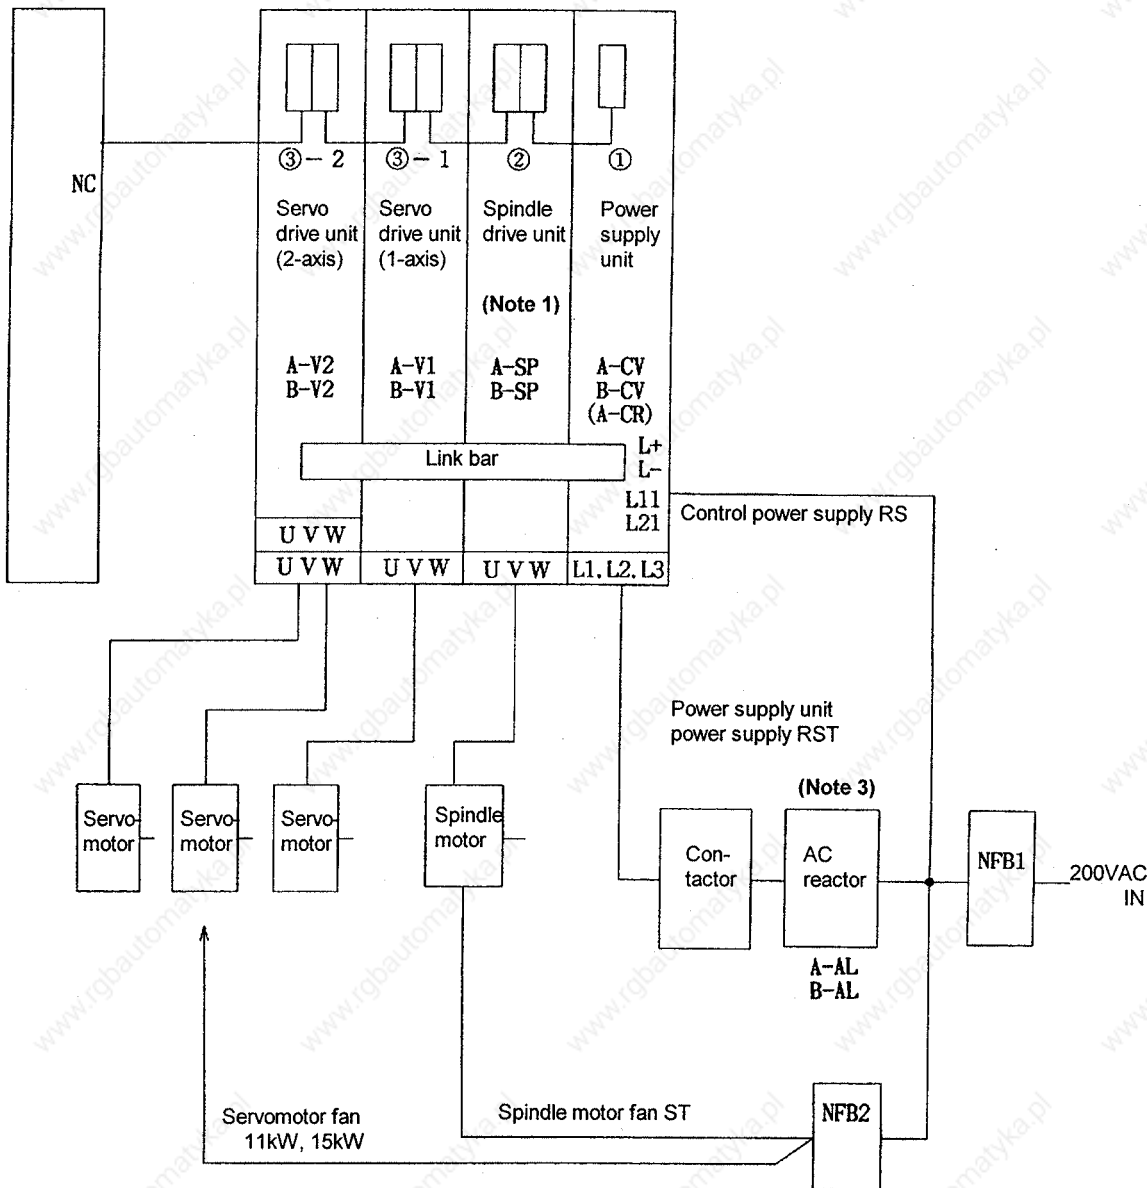 NC
③-2
③-1
②
①
Servo
drive unit
(2-axis)
Servo
drive unit
(1-axis)
Spindle
drive unit
Power
supply
unit
(Note 1)
A-V2
B-V2
A-V1
B-V1
A-SP
B-SP
A-CV
B-CV
(A-CR)
Link bar
L+
L-
L11
L21
Control power supply RS
U V W
U V W
U V W
U V W
L1, L2, L3
Power supply unit
power supply RST
(Note 3)
Servo-
motor
Servo-
motor
Servo-
motor
Spindle
motor
Con-
tactor
AC
reactor
NFB1
200VAC
IN
A-AL
B-AL
Servomotor fan
11kW, 15kW
Spindle motor fan ST
NFB2
www.rgbautomatyka.pl